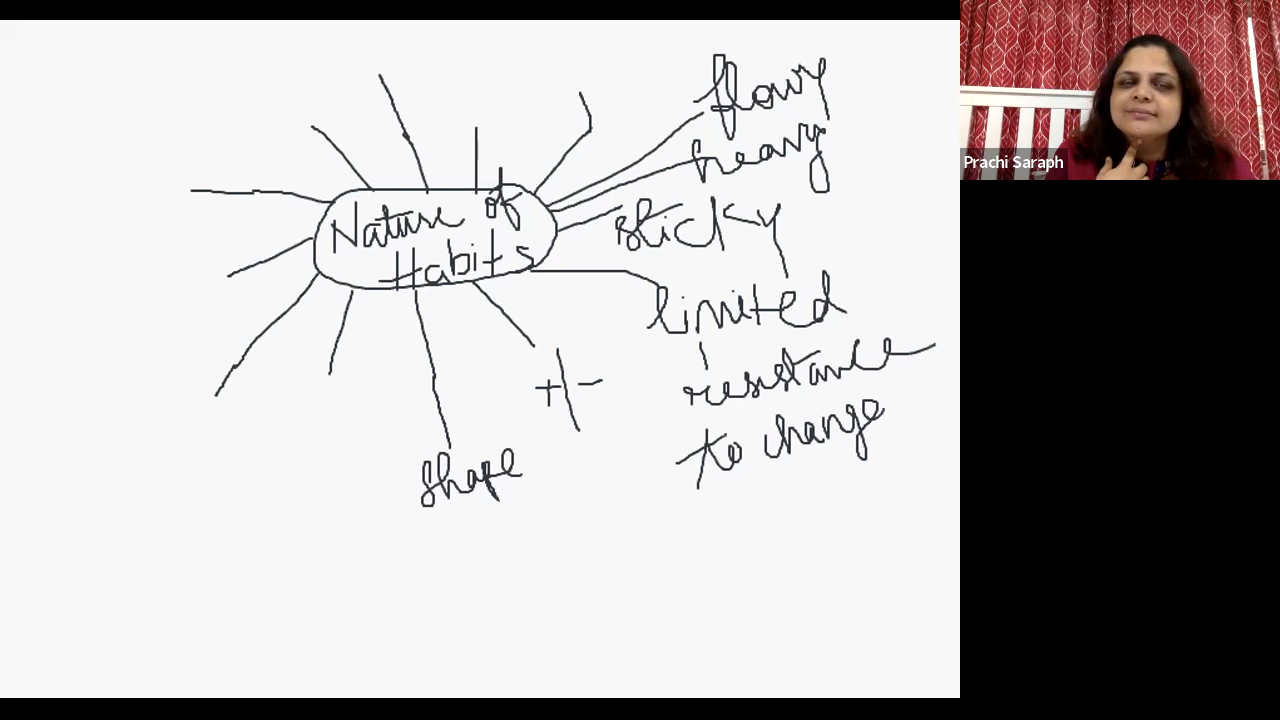 Nature of
Habits
flowy
heavy
sticky
limited
resistance
to change
+/-
shape
Prachi Saraph